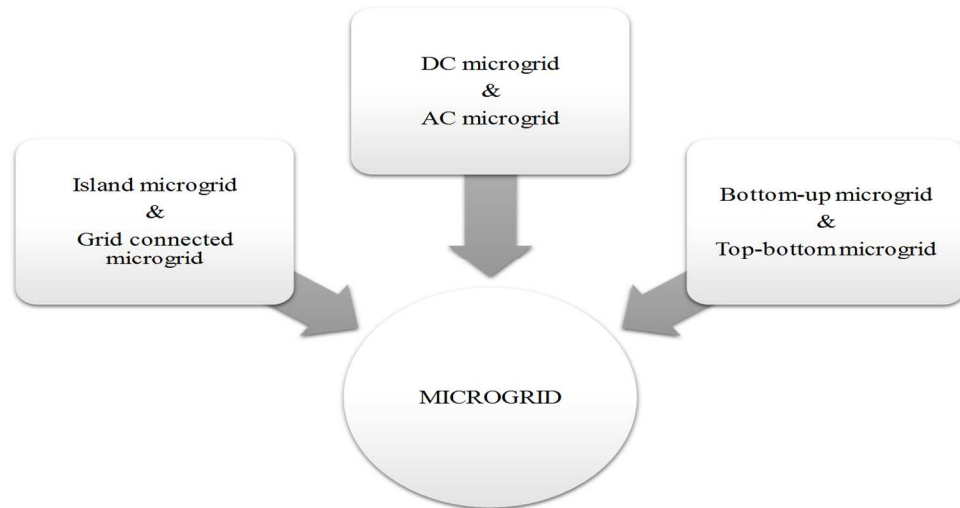 DC microgrid
&
AC microgrid
Island microgrid
&
Grid connected
microgrid
Bottom-up microgrid
&
Top-bottom microgrid
MICROGRID